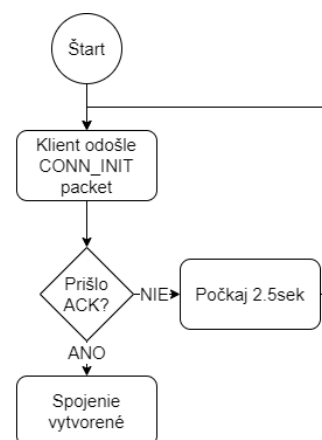 Štart
Klient odošle
CONN_INIT
packet
Prišlo
ACK?
NIE
Počkaj 2.5sek
ANO
Spojenie
vytvorené